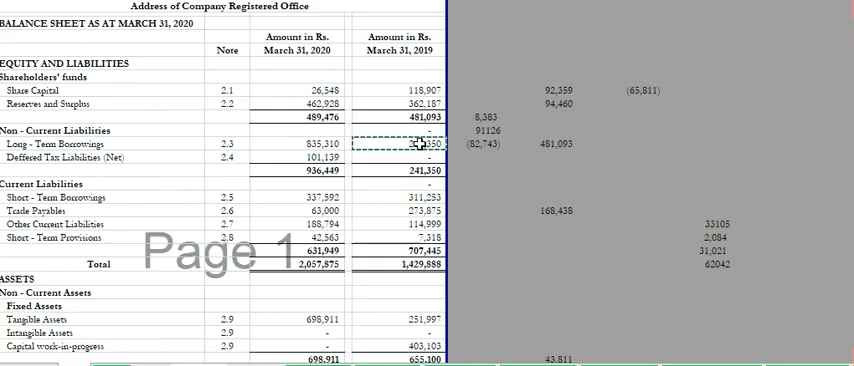 Address of Company Registered Office
BALANCE SHEET AS AT MARCH 31, 2020
Amount in Rs. Amount in Rs.
Note March 31, 2020 March 31, 2019
EQUITY AND LIABILITIES
Shareholders' funds
Share Capital 2.1 26,548 118,907 92,359 (65,811)
Reserves and Surplus 2.2 462,928 362,187 94,460
489,476 481,093 8,383
Non - Current Liabilities - 91126
Long - Term Borrowings 2.3 835,310 (82,743) 481,093
Deffered Tax Liabilities (Net) 2.4 101,139 -
936,449 241,350
Current Liabilities -
Short - Term Borrowings 2.5 337,592 311,253
Trade Payables 2.6 63,000 273,875 168,438
Other Current Liabilities 2.7 188,794 114,999 33105
Short - Term Provisions 2.8 42,563 7,318 2,084
631,949 707,445 31,021
Total 2,057,875 1,429,888 62042
Page 1
ASSETS
Non - Current Assets
Fixed Assets
Tangible Assets 2.9 698,911 251,997
Intangible Assets 2.9 - -
Capital work-in-progress 2.9 - 403,103
698,911 655,100 43,811